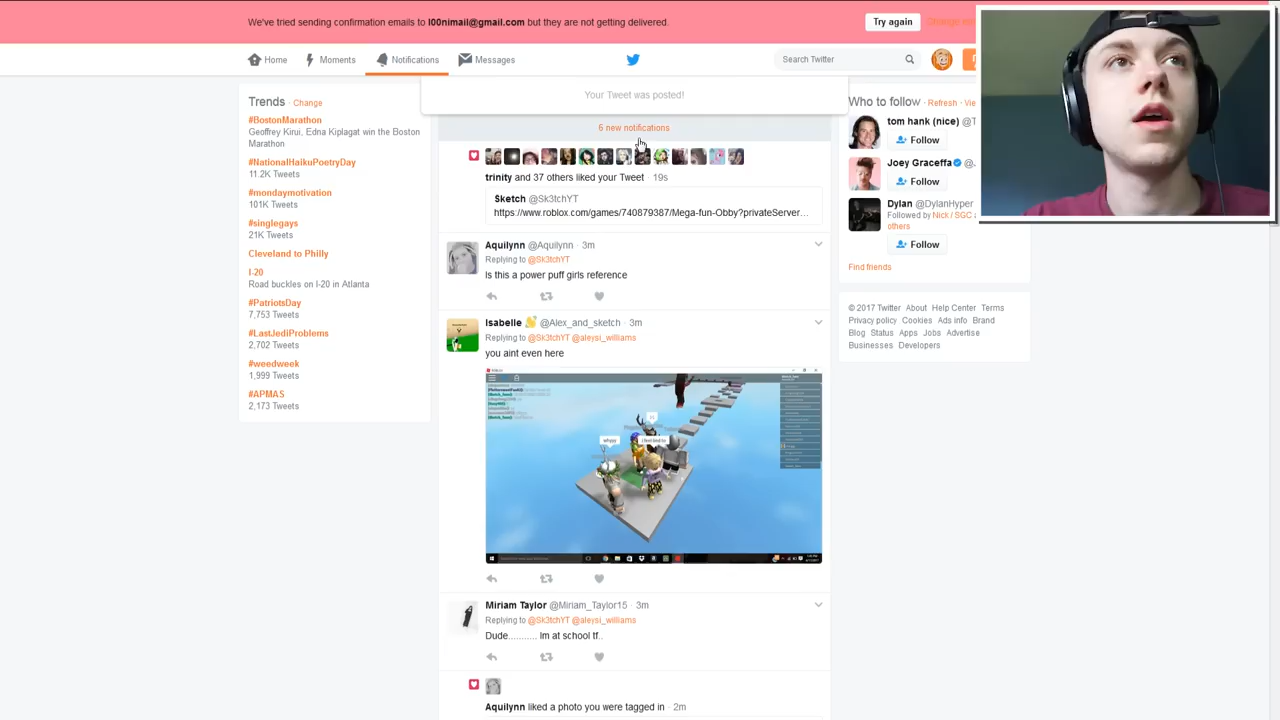 We've tried sending confirmation emails to l00nimail@gmail.com but they are not getting delivered.
Try again
Home
Moments
Notifications
Messages
Search Twitter
Your Tweet was posted!
Trends · Change
#BostonMarathon
Geoffrey Kirui, Edna Kiplagat win the Boston
Marathon
#NationalHaikuPoetryDay
11.2K Tweets
#mondaymotivation
101K Tweets
#singlegays
21K Tweets
Cleveland to Philly
I-20
Road buckles on I-20 in Atlanta
#PatriotsDay
7,753 Tweets
#LastJediProblems
2,702 Tweets
#weedweek
1,999 Tweets
#APMAS
2,173 Tweets
6 new notifications
trinity and 37 others liked your Tweet · 19s
Sketch @Sk3tchYT
https://www.roblox.com/games/740879387/Mega-fun-Obby?privateServer...
Aquilynn @Aquilynn · 3m
Replying to @Sk3tchYT
Is this a power puff girls reference
Isabelle @Alex_and_sketch · 3m
Replying to @Sk3tchYT @aleysi_williams
you aint even here
Miriam Taylor @Miriam_Taylor15 · 3m
Replying to @Sk3tchYT @aleysi_williams
Dude.......... im at school tf..
Aquilynn liked a photo you were tagged in · 2m
Who to follow · Refresh ·
tom hank (nice)
Follow
Joey Graceffa
Follow
Dylan @DylanHyper
Followed by Nick / SGC and
others
Follow
Find friends
© 2017 Twitter About Help Center Terms
Privacy policy Cookies Ads info Brand
Blog Status Apps Jobs Advertise
Businesses Developers